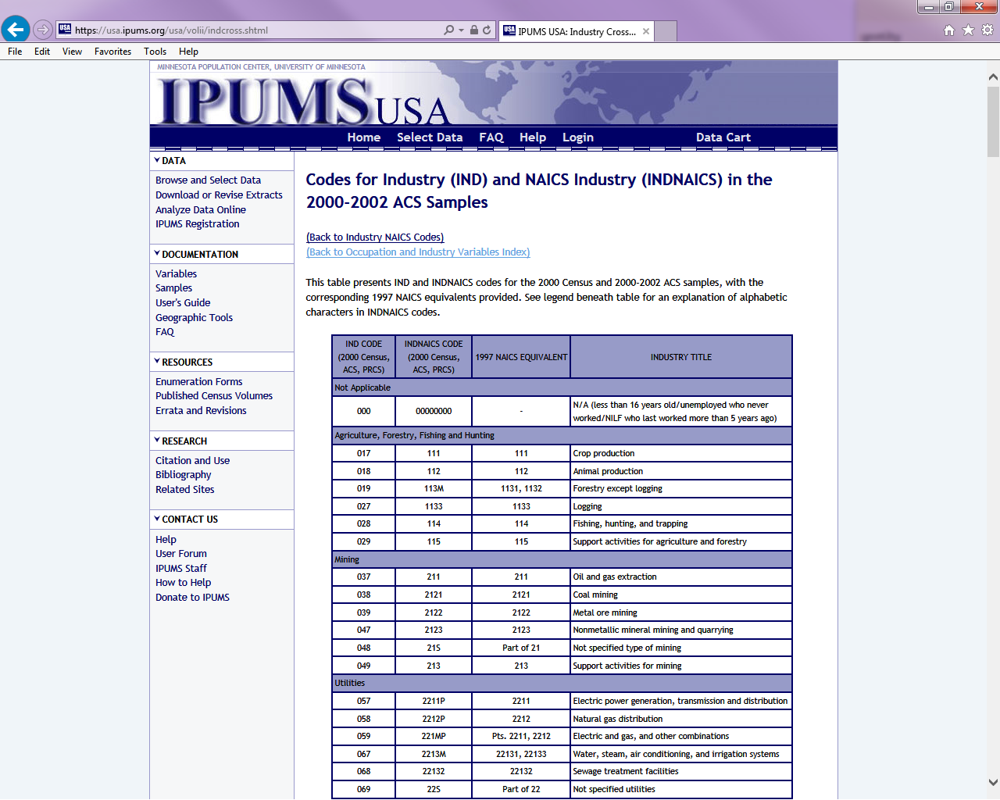 https://usa.ipums.org/usa/volii/indcross.shtml
IPUMS USA: Industry Cross...
File Edit View Favorites Tools Help
MINNESOTA POPULATION CENTER, UNIVERSITY OF MINNESOTA
IPUMS USA
Home Select Data FAQ Help Login Data Cart
DATA
Browse and Select Data
Download or Revise Extracts
Analyze Data Online
IPUMS Registration
DOCUMENTATION
Variables
Samples
User's Guide
Geographic Tools
FAQ
RESOURCES
Enumeration Forms
Published Census Volumes
Errata and Revisions
RESEARCH
Citation and Use
Bibliography
Related Sites
CONTACT US
Help
User Forum
IPUMS Staff
How to Help
Donate to IPUMS
Codes for Industry (IND) and NAICS Industry (INDNAICS) in the
2000-2002 ACS Samples
(Back to Industry NAICS Codes)
(Back to Occupation and Industry Variables Index)
This table presents IND and INDNAICS codes for the 2000 Census and 2000-2002 ACS samples, with the
corresponding 1997 NAICS equivalents provided. See legend beneath table for an explanation of alphabetic
characters in INDNAICS codes.
IND CODE (2000 Census, ACS, PRCS) INDNAICS CODE (2000 Census, ACS, PRCS) 1997 NAICS EQUIVALENT INDUSTRY TITLE
Not Applicable
000 00000000 - N/A (less than 16 years old/unemployed who never
worked/NILF who last worked more than 5 years ago)
Agriculture, Forestry, Fishing and Hunting
017 111 111 Crop production
018 112 112 Animal production
019 113M 1131, 1132 Forestry except logging
027 1133 1133 Logging
028 114 114 Fishing, hunting, and trapping
029 115 115 Support activities for agriculture and forestry
Mining
037 211 211 Oil and gas extraction
038 2121 2121 Coal mining
039 2122 2122 Metal ore mining
047 2123 2123 Nonmetallic mineral mining and quarrying
048 21S Part of 21 Not specified type of mining
049 213 213 Support activities for mining
Utilities
057 2211P 2211 Electric power generation, transmission and distribution
058 2212P 2212 Natural gas distribution
059 221MP Pts. 2211, 2212 Electric and gas, and other combinations
067 2213M 22131, 22133 Water, steam, air conditioning, and irrigation systems
068 22132 22132 Sewage treatment facilities
069 22S Part of 22 Not specified utilities